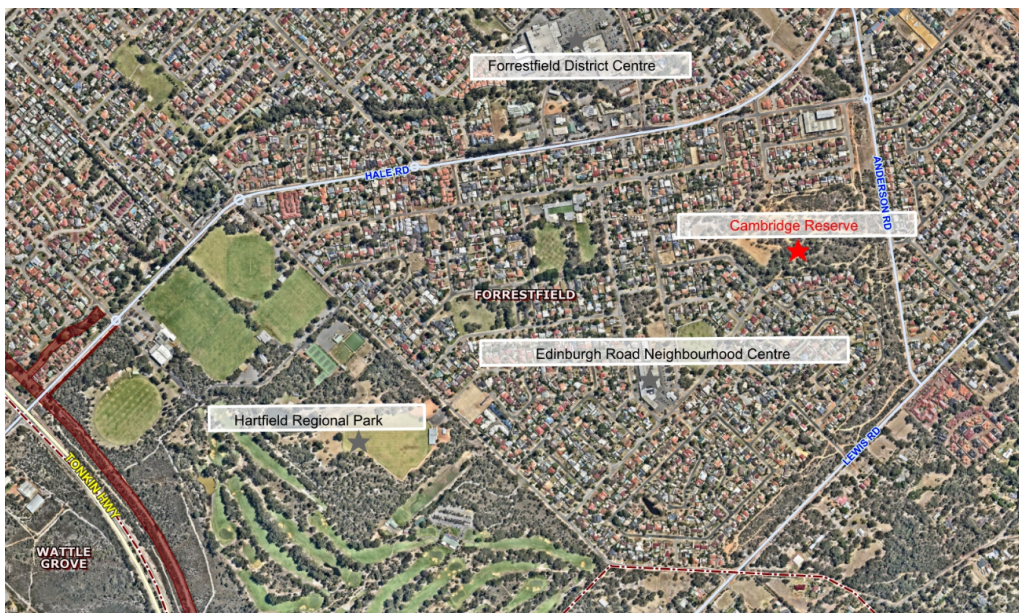 Forrestfield District Centre
HALE RD
ANDERSON RD
Cambridge Reserve
FORRESTFIELD
Edinburgh Road Neighbourhood Centre
Hartfield Regional Park
LEWIS RD
TONKIN HWY
WATTLE
GROVE